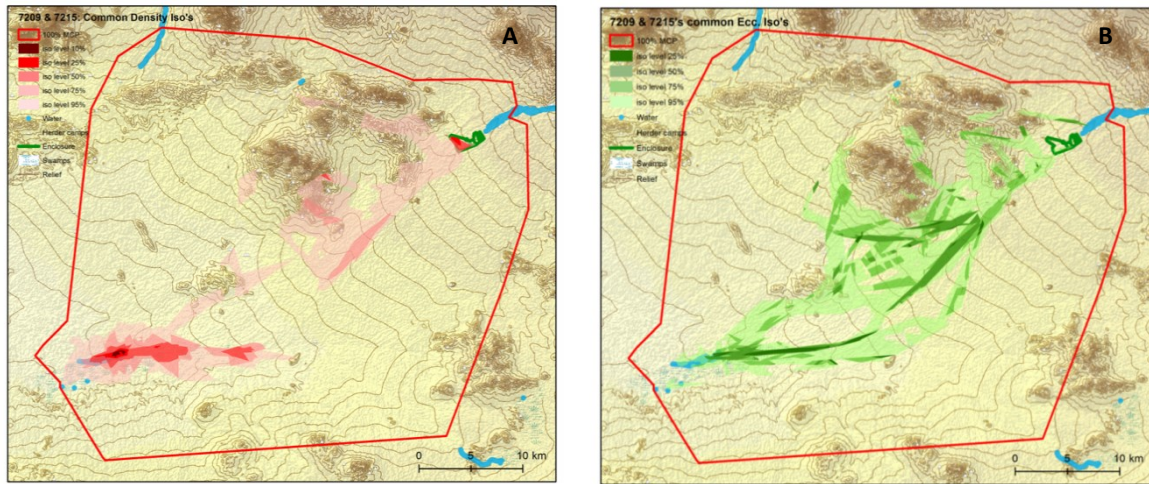 7209 & 7215: Common Density Iso's
A
100% MCP
iso level 10%
iso level 25%
iso level 50%
iso level 75%
iso level 95%
Water
Herder camps
Enclosure
Swamps
Relief
0 5 10 km
7209 & 7215's common Ecc. Iso's
B
100% MCP
iso level 25%
iso level 50%
iso level 75%
iso level 95%
Water
Herder camps
Enclosure
Swamps
Relief
0 5 10 km